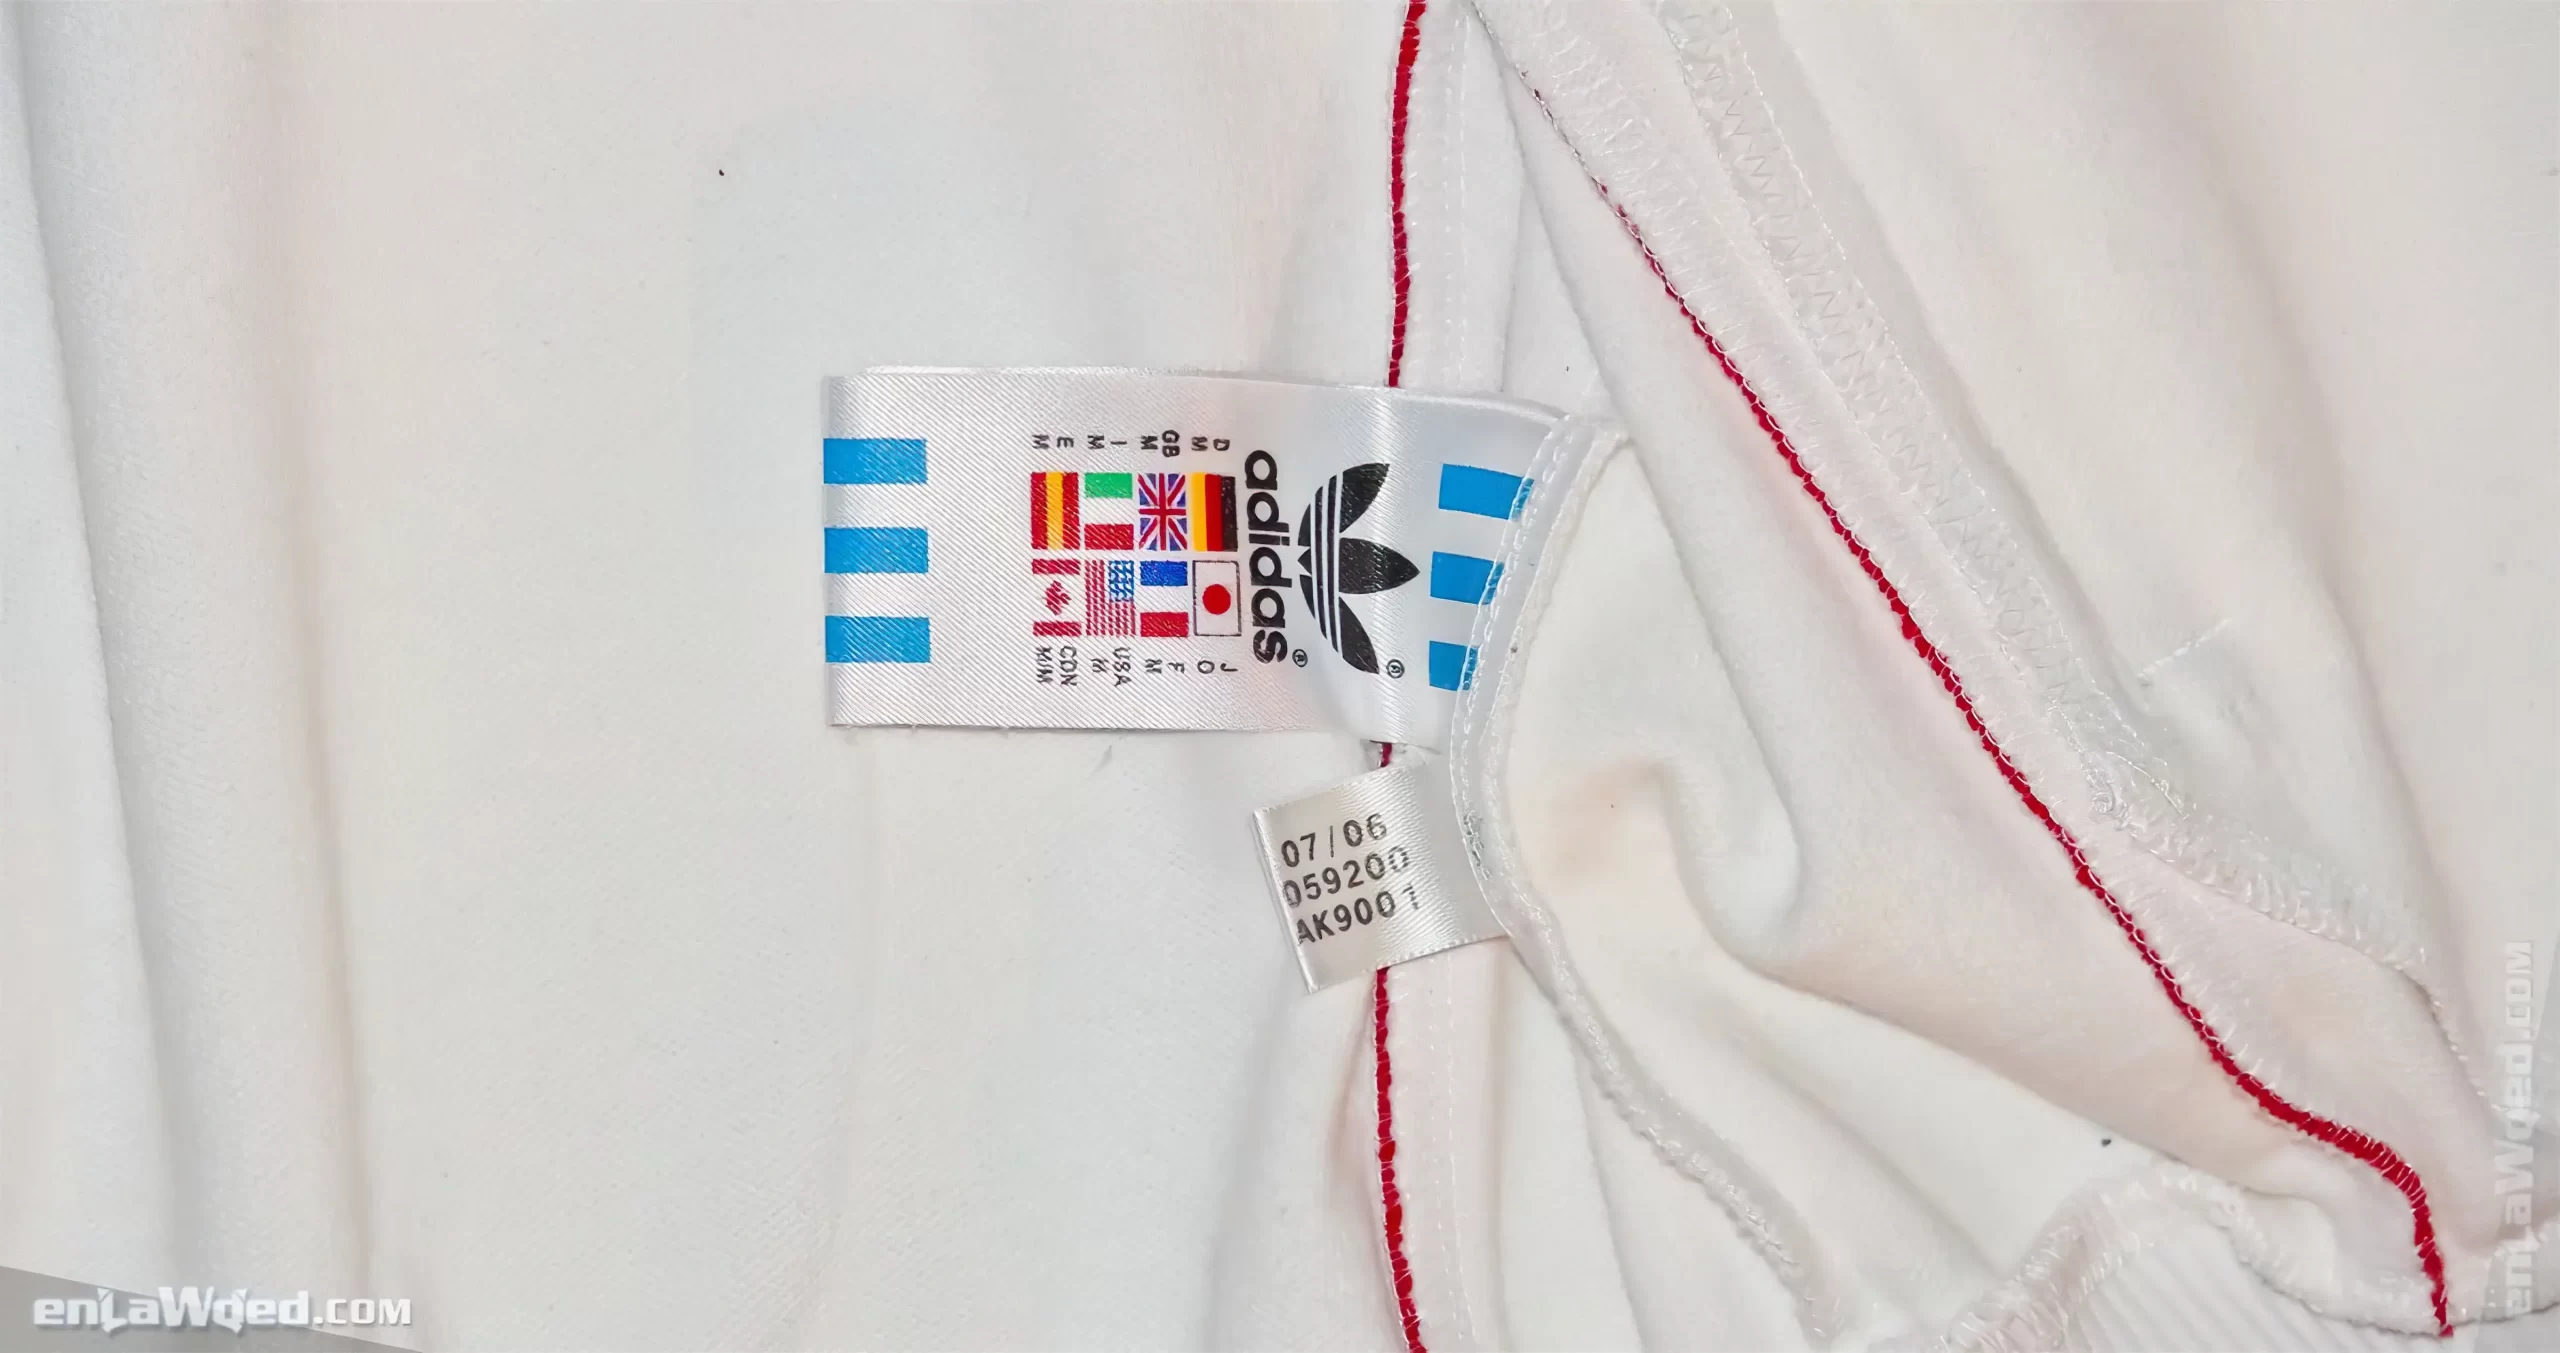 adidas®
®
D
M
GB
M
I
M
E
M
J
O
F
M
USA
M
CDN
M/M
07/06
059200
AK9001
enLaWded.com
enLaWded.com